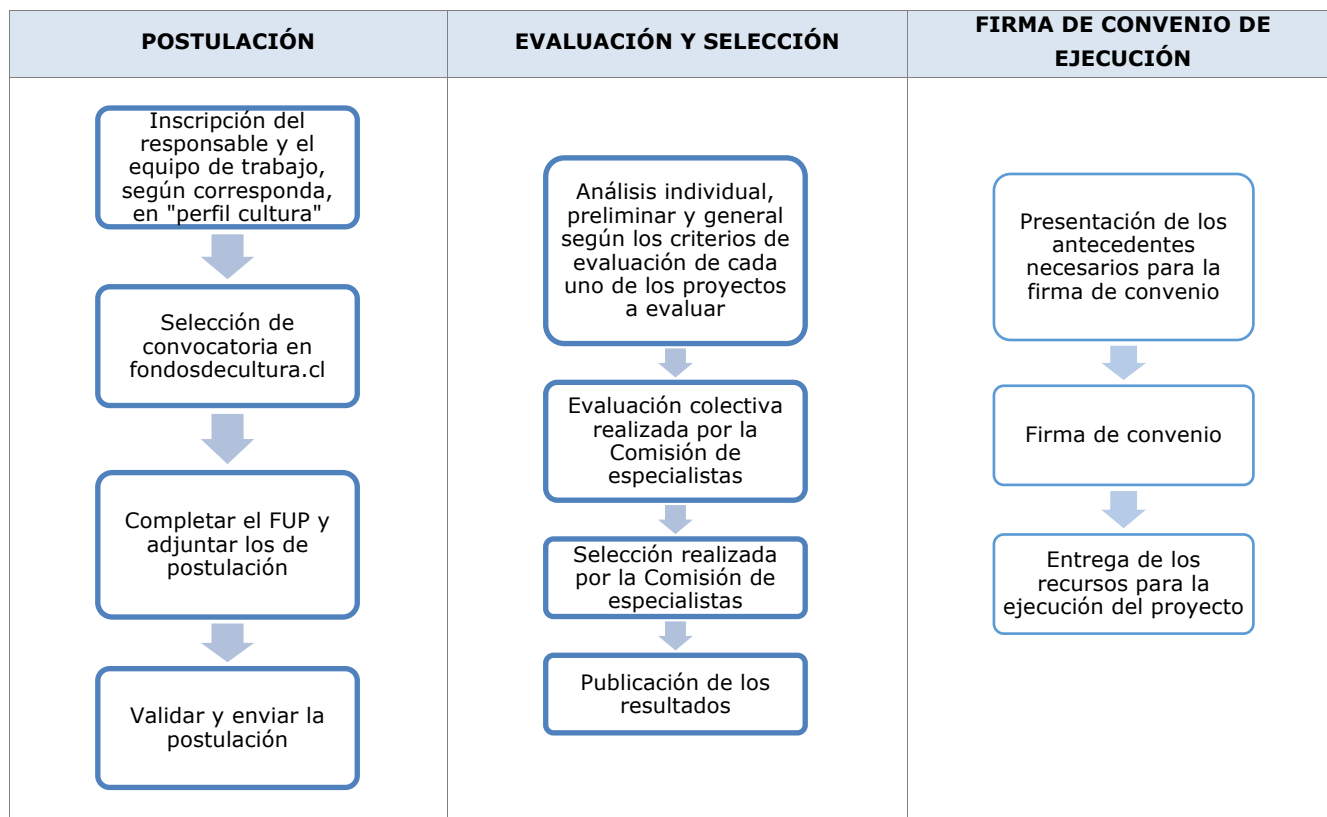 POSTULACIÓN
Inscripción del
responsable y el
equipo de trabajo,
según corresponda,
en "perfil cultura"
Selección de
convocatoria en
fondosdecultura.cl
Completar el FUP y
adjuntar los de
postulación
Validar y enviar la
postulación
EVALUACIÓN Y SELECCIÓN
Análisis individual,
preliminar y general
según los criterios de
evaluación de cada
uno de los proyectos
a evaluar
Evaluación colectiva
realizada por la
Comisión de
especialistas
Selección realizada
por la Comisión de
especialistas
Publicación de los
resultados
FIRMA DE CONVENIO DE
EJECUCIÓN
Presentación de los
antecedentes
necesarios para la
firma de convenio
Firma de convenio
Entrega de los
recursos para la
ejecución del proyecto